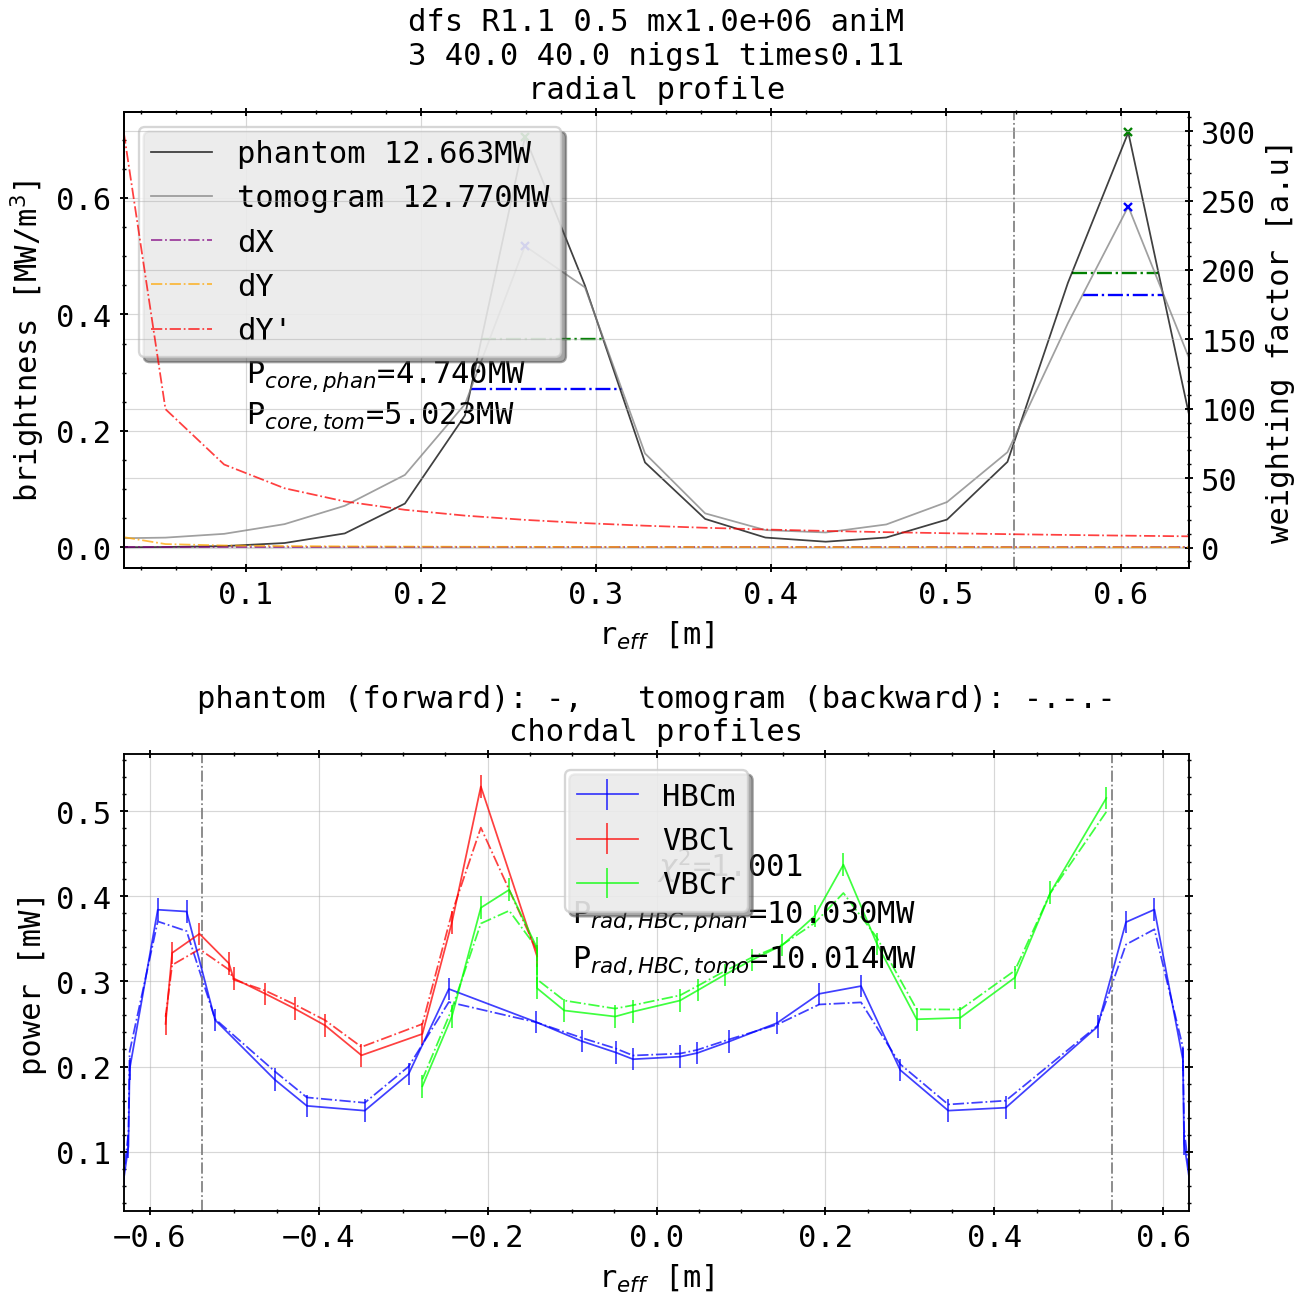 dfs R1.1 0.5 mx1.0e+06 aniM
3 40.0 40.0 nigs1 times0.11
radial profile
brightness [MW/m³]
0.6
0.4
0.2
0.0
phantom 12.663MW
tomogram 12.770MW
dX
dY
dY'
P_core,phan=4.740MW
P_core,tom=5.023MW
300
250
200
150
100
50
0
weighting factor [a.u]
0.1 0.2 0.3 0.4 0.5 0.6
r_eff [m]
phantom (forward): -, tomogram (backward): -.-.-
chordal profiles
power [mW]
0.5
0.4
0.3
0.2
0.1
HBCm
VBCl
VBCr
χ²=1.001
P_rad,HBC,phan=10.030MW
P_rad,HBC,tomo=10.014MW
−0.6 −0.4 −0.2 0.0 0.2 0.4 0.6
r_eff [m]